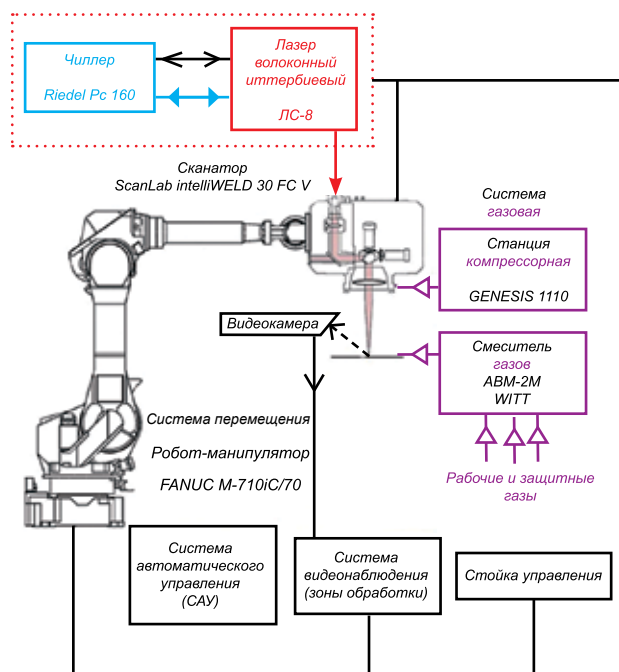 Чиллер
Riedel Pc 160
Лазер
волоконный
иттербиевый
ЛС-8
Сканатор
ScanLab intelliWELD 30 FC V
Система
газовая
Станция
компрессорная
GENESIS 1110
Видеокамера
Смеситель
газов
АВМ-2М
WITT
Система перемещения
Робот-манипулятор
FANUC M-710iC/70
Рабочие и защитные
газы
Система
автоматического
управления
(САУ)
Система
видеонаблюдения
(зоны обработки)
Стойка управления